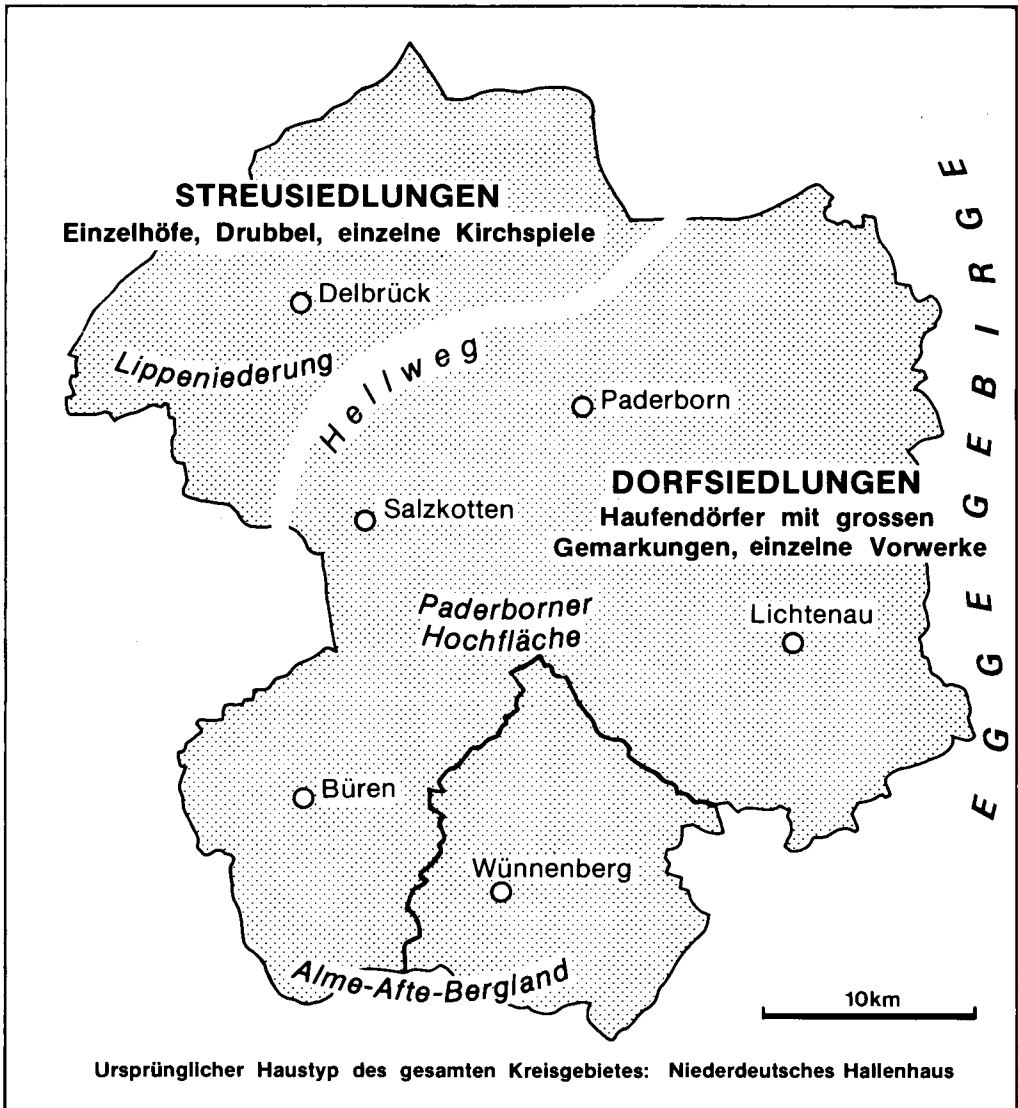 STREUSIEDLUNGEN
Einzelhöfe, Drubbel, einzelne Kirchspiele
Delbrück
Lippeniederung
Hellweg
Paderborn
EGGEGEBIRGE
DORFSIEDLUNGEN
Haufendörfer mit grossen
Gemarkungen, einzelne Vorwerke
Salzkotten
Paderborner
Hochfläche
Lichtenau
Büren
Wünnenberg
Alme-Afte-Bergland
10km
Ursprünglicher Haustyp des gesamten Kreisgebietes: Niederdeutsches Hallenhaus